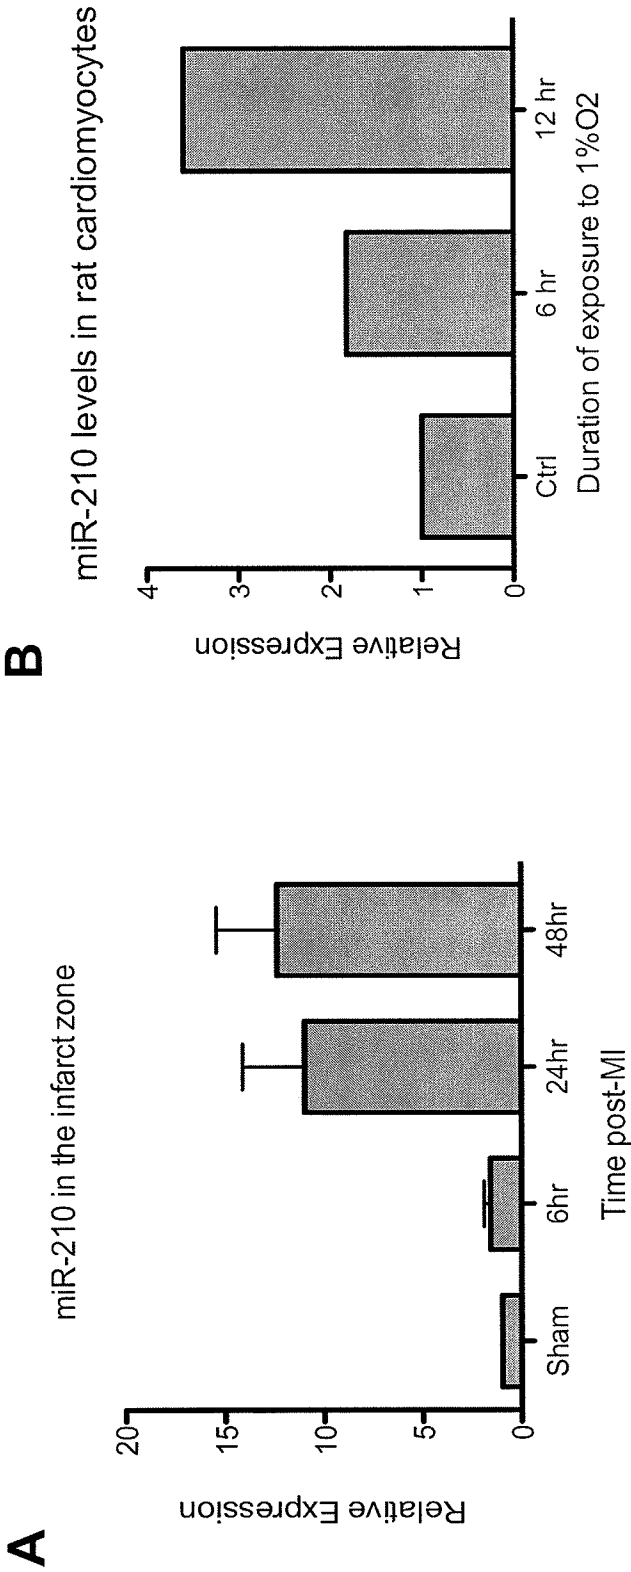 A
miR-210 in the infarct zone
Relative Expression
20
15
10
5
0
Sham
6hr
24hr
48hr
Time post-MI
B
miR-210 levels in rat cardiomyocytes
Relative Expression
4
3
2
1
0
Ctrl
6 hr
12 hr
Duration of exposure to 1%O2